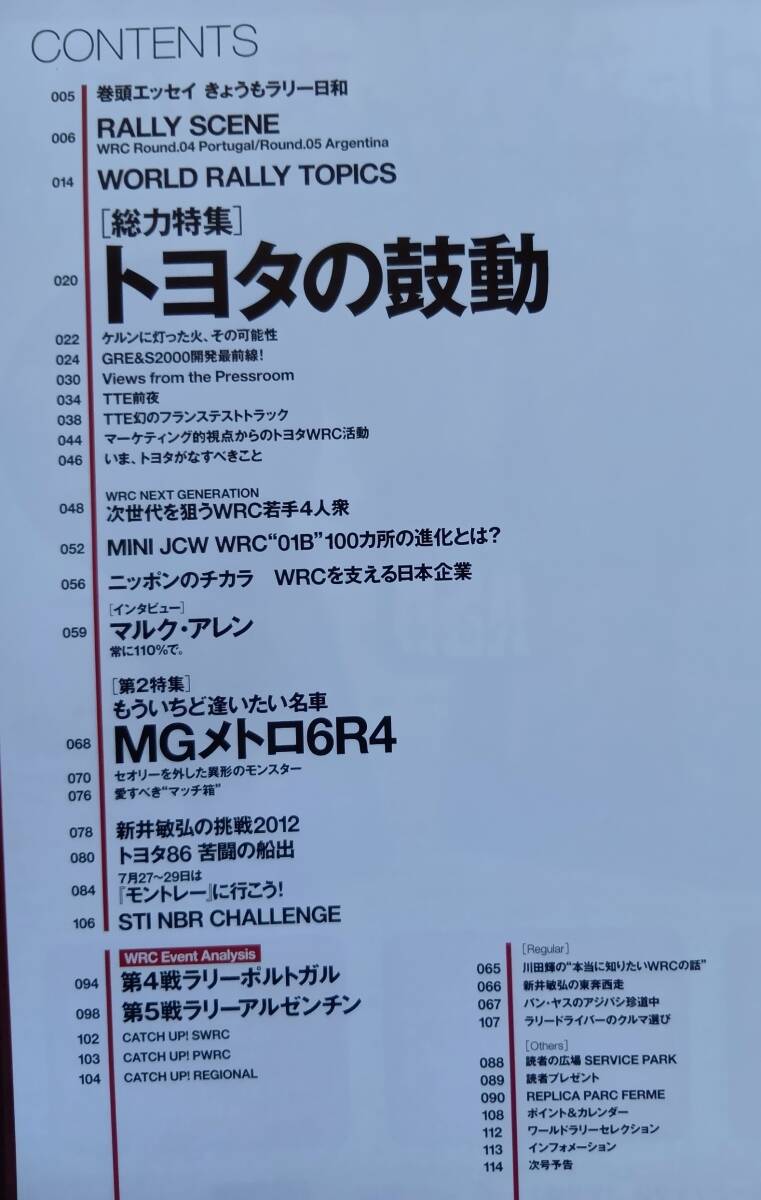 CONTENTS
005 巻頭エッセイ きょうもラリー日和
006 RALLY SCENE
WRC Round.04 Portugal/Round.05 Argentina
014 WORLD RALLY TOPICS
［総力特集］
020 トヨタの鼓動
022 ケルンに灯った火、その可能性
024 GRE&S2000開発最前線！
030 Views from the Pressroom
034 TTE前夜
038 TTE幻のフランステストトラック
044 マーケティング的視点からのトヨタWRC活動
046 いま、トヨタがなすべきこと
WRC NEXT GENERATION
048 次世代を狙うWRC若手4人衆
052 MINI JCW WRC“01B”100カ所の進化とは？
056 ニッポンのチカラ WRCを支える日本企業
［インタビュー］
059 マルク・アレン
常に110％で。
［第2特集］
もういちど逢いたい名車
068 MGメトロ6R4
070 セオリーを外した異形のモンスター
076 愛すべき“マッチ箱”
078 新井敏弘の挑戦2012
080 トヨタ86 苦闘の船出
7月27〜29日は
084 『モントレー』に行こう！
106 STI NBR CHALLENGE
WRC Event Analysis
094 第4戦ラリーポルトガル
098 第5戦ラリーアルゼンチン
102 CATCH UP! SWRC
103 CATCH UP! PWRC
104 CATCH UP! REGIONAL
［Regular］
065 川田輝の“本当に知りたいWRCの話”
066 新井敏弘の東奔西走
067 バン・ヤスのアジパシ珍道中
107 ラリードライバーのクルマ選び
［Others］
088 読者の広場 SERVICE PARK
089 読者プレゼント
090 REPLICA PARC FERME
108 ポイント＆カレンダー
112 ワールドラリーセレクション
113 インフォメーション
114 次号予告